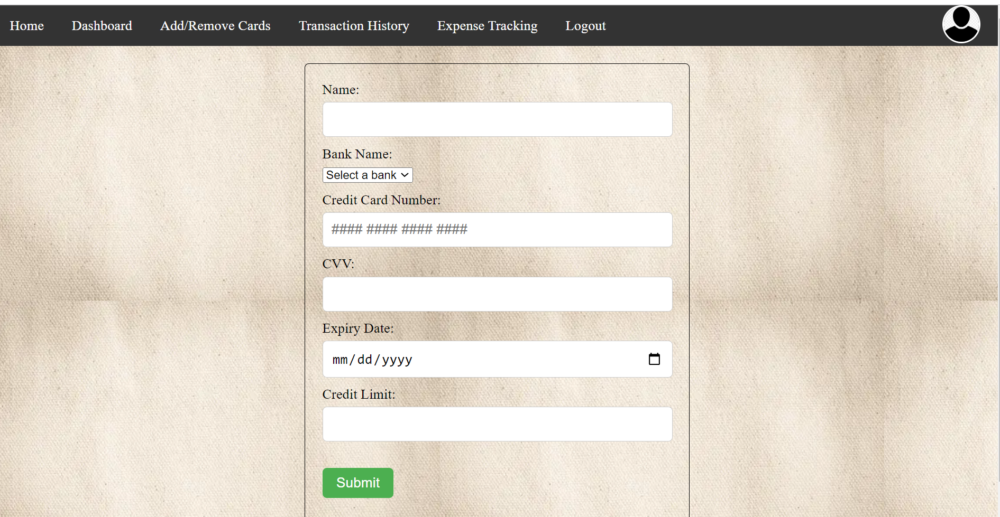 Home Dashboard Add/Remove Cards Transaction History Expense Tracking Logout
Name:
Bank Name:
Select a bank
Credit Card Number:
#### #### #### ####
CVV:
Expiry Date:
mm/dd/yyyy
Credit Limit:
Submit